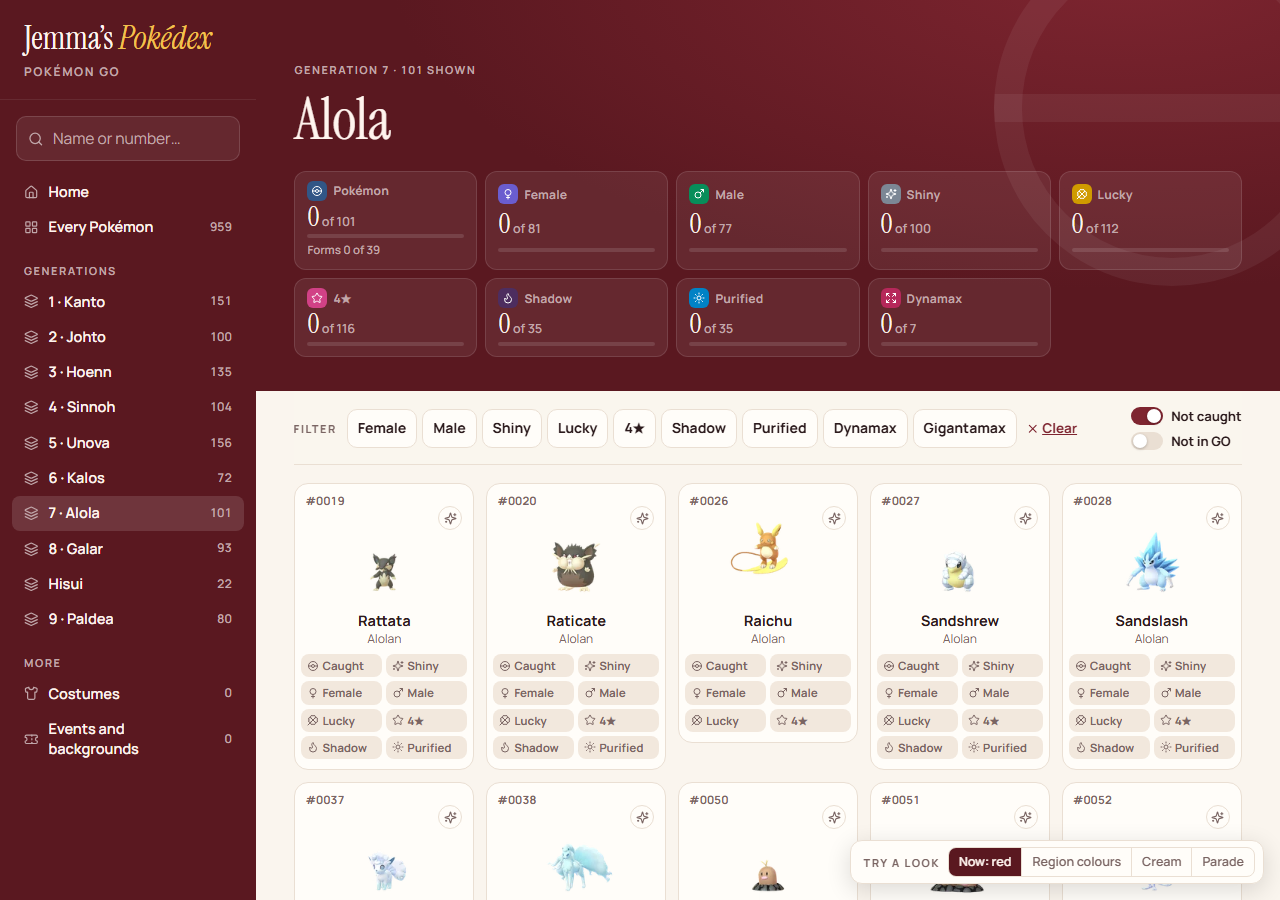 Jemma's Pokédex
POKÉMON GO
Name or number...
Home
Every Pokémon 959
GENERATIONS
1 · Kanto 151
2 · Johto 100
3 · Hoenn 135
4 · Sinnoh 104
5 · Unova 156
6 · Kalos 72
7 · Alola 101
8 · Galar 93
Hisui 22
9 · Paldea 80
MORE
Costumes 0
Events and
backgrounds 0
GENERATION 7 · 101 SHOWN
Alola
Pokémon
0 of 101
Forms 0 of 39
Female
0 of 81
Male
0 of 77
Shiny
0 of 100
Lucky
0 of 112
4★
0 of 116
Shadow
0 of 35
Purified
0 of 35
Dynamax
0 of 7
FILTER Female Male Shiny Lucky 4★ Shadow Purified Dynamax Gigantamax × Clear
Not caught
Not in GO
#0019
Rattata
Alolan
Caught Shiny
Female Male
Lucky 4★
Shadow Purified
#0020
Raticate
Alolan
Caught Shiny
Female Male
Lucky 4★
Shadow Purified
#0026
Raichu
Alolan
Caught Shiny
Female Male
Lucky 4★
#0027
Sandshrew
Alolan
Caught Shiny
Female Male
Lucky 4★
Shadow Purified
#0028
Sandslash
Alolan
Caught Shiny
Female Male
Lucky 4★
Shadow Purified
#0037
#0038
#0050
#0051
#0052
TRY A LOOK Now: red Region colours Cream Parade